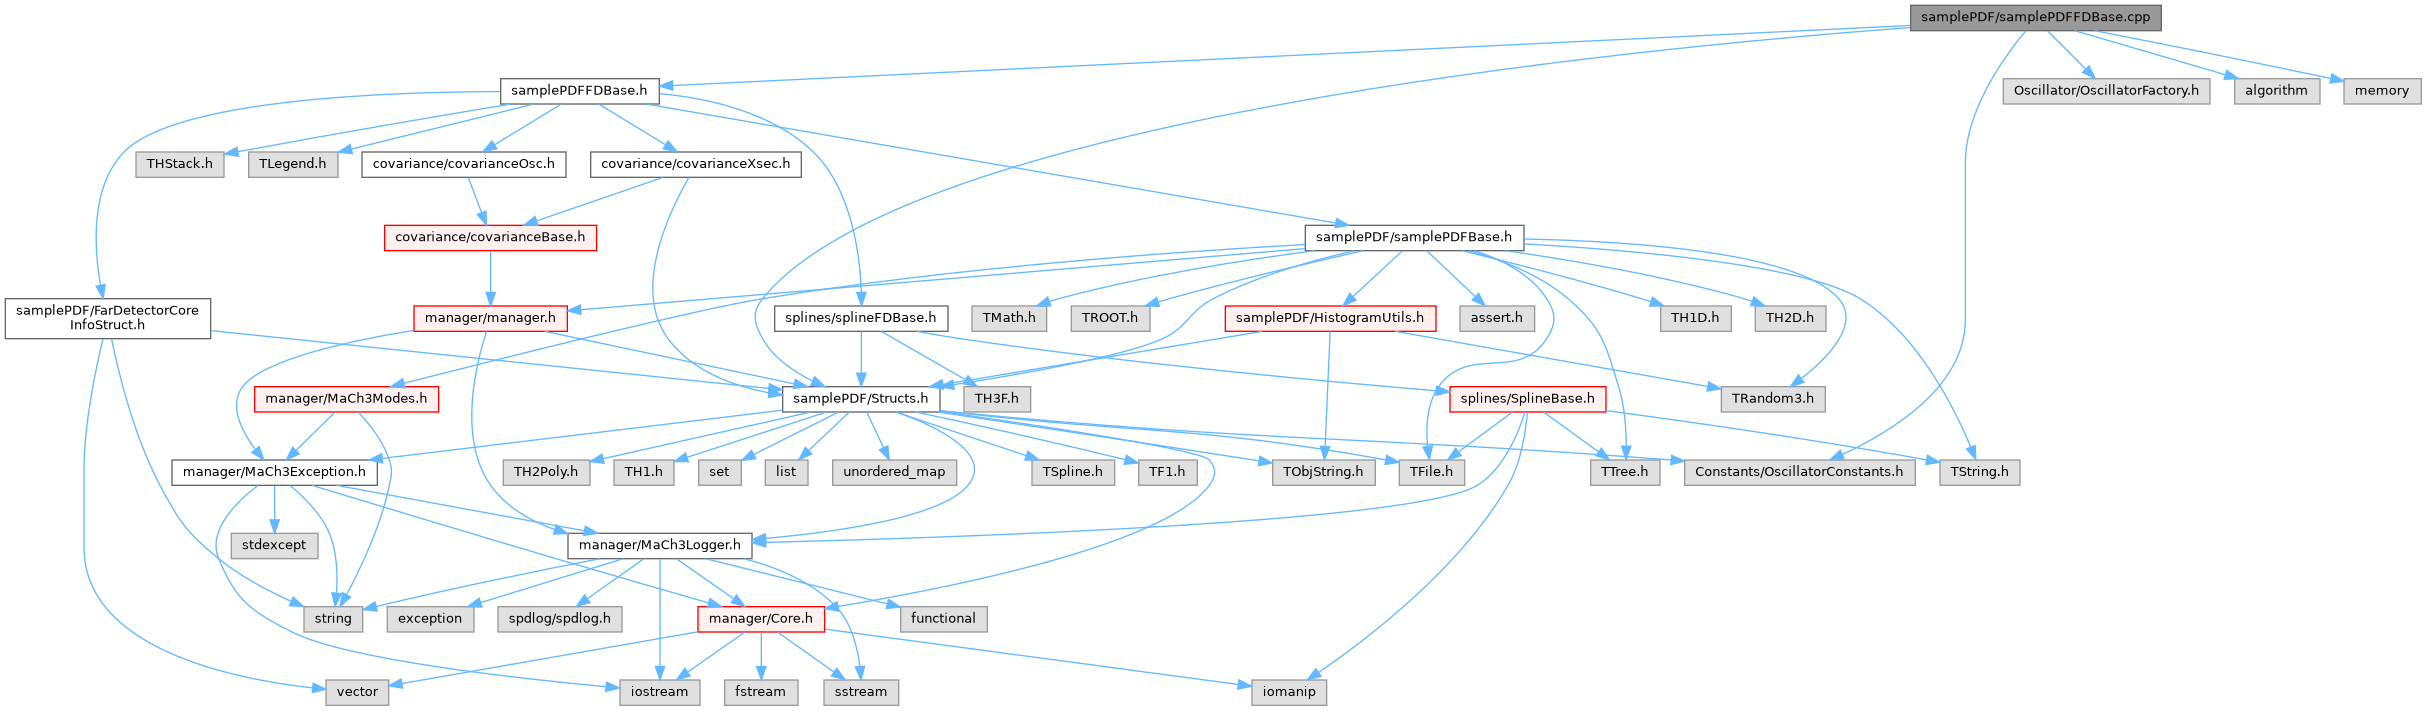 samplePDF/samplePDFFDBase.cpp
samplePDFFDBase.h
Oscillator/OscillatorFactory.h
algorithm
memory
THStack.h
TLegend.h
covariance/covarianceOsc.h
covariance/covarianceXsec.h
covariance/covarianceBase.h
samplePDF/samplePDFBase.h
samplePDF/FarDetectorCore
InfoStruct.h
manager/manager.h
splines/splineFDBase.h
TMath.h
TROOT.h
samplePDF/HistogramUtils.h
assert.h
TH1D.h
TH2D.h
manager/MaCh3Modes.h
samplePDF/Structs.h
TH3F.h
splines/SplineBase.h
TRandom3.h
manager/MaCh3Exception.h
TH2Poly.h
TH1.h
set
list
unordered_map
TSpline.h
TF1.h
TObjString.h
TFile.h
TTree.h
Constants/OscillatorConstants.h
TString.h
stdexcept
manager/MaCh3Logger.h
string
exception
spdlog/spdlog.h
manager/Core.h
functional
vector
iostream
fstream
sstream
iomanip